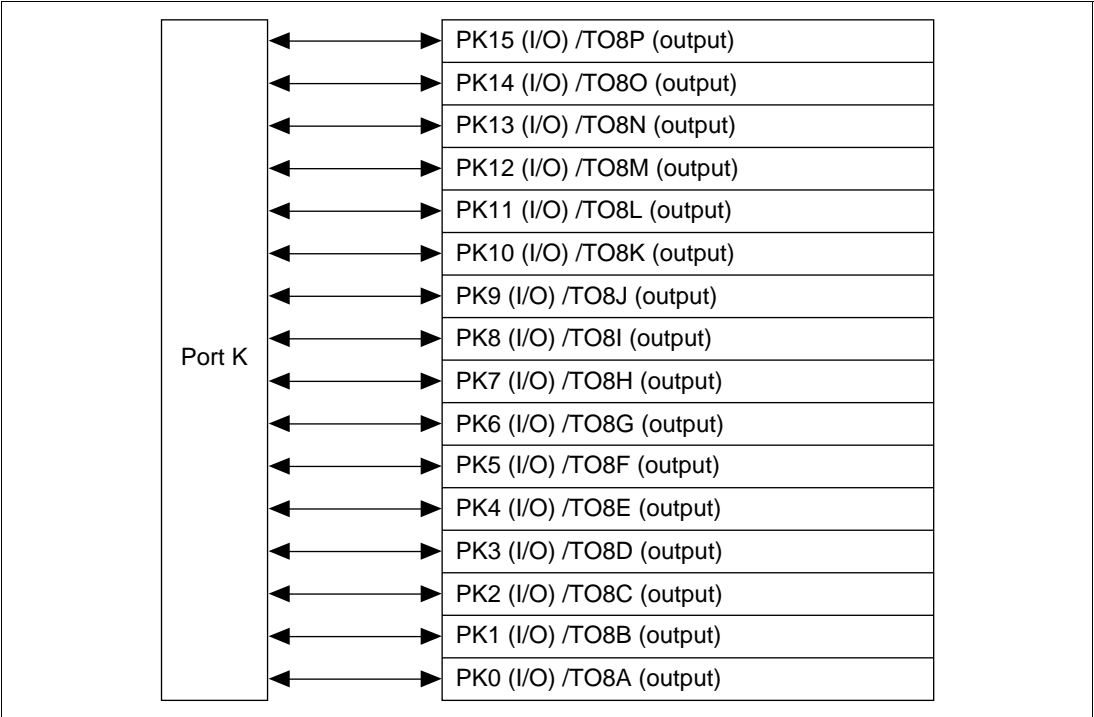 PK15 (I/O) /TO8P (output)
PK14 (I/O) /TO8O (output)
PK13 (I/O) /TO8N (output)
PK12 (I/O) /TO8M (output)
PK11 (I/O) /TO8L (output)
PK10 (I/O) /TO8K (output)
PK9 (I/O) /TO8J (output)
PK8 (I/O) /TO8I (output)
Port K
PK7 (I/O) /TO8H (output)
PK6 (I/O) /TO8G (output)
PK5 (I/O) /TO8F (output)
PK4 (I/O) /TO8E (output)
PK3 (I/O) /TO8D (output)
PK2 (I/O) /TO8C (output)
PK1 (I/O) /TO8B (output)
PK0 (I/O) /TO8A (output)